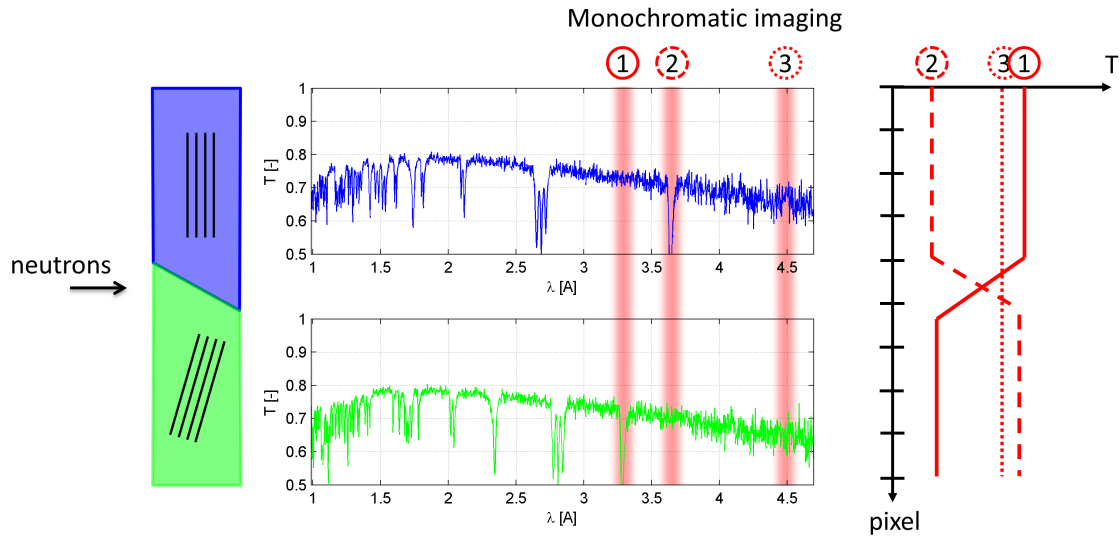 Monochromatic imaging
1 2 3
2 3 1 T
neutrons
1
0.9
0.8
0.7
0.6
0.5
T [-]
1 1.5 2 2.5 3 3.5 4 4.5
λ [A]
1
0.9
0.8
0.7
0.6
0.5
T [-]
1 1.5 2 2.5 3 3.5 4 4.5
λ [A]
pixel